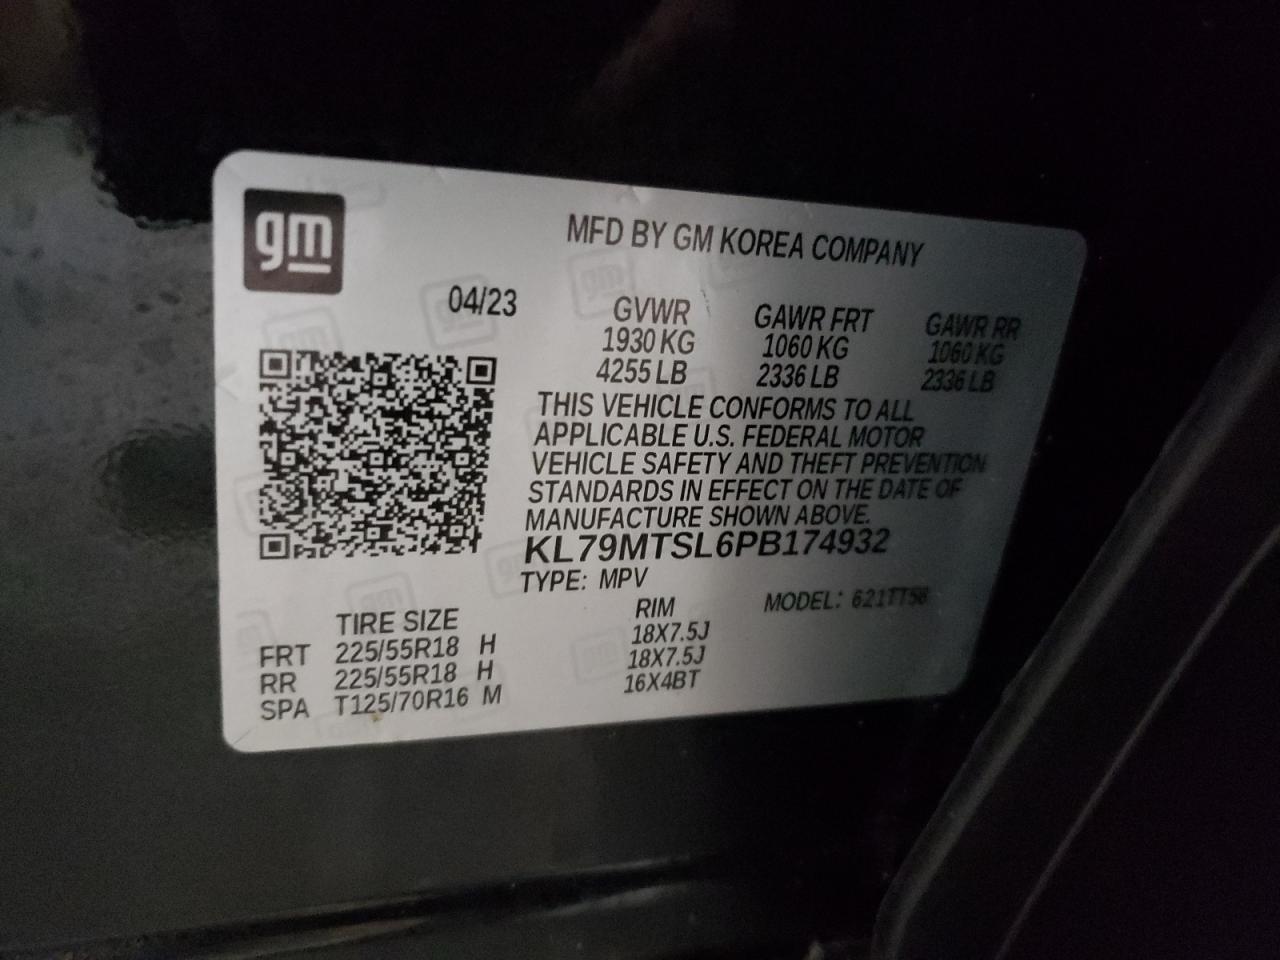 gm
MFD BY GM KOREA COMPANY
04/23
GVWR GAWR FRT GAWR RR
1930 KG 1060 KG 1060 KG
4255 LB 2336 LB 2336 LB
THIS VEHICLE CONFORMS TO ALL
APPLICABLE U.S. FEDERAL MOTOR
VEHICLE SAFETY AND THEFT PREVENTION
STANDARDS IN EFFECT ON THE DATE OF
MANUFACTURE SHOWN ABOVE.
KL79MTSL6PB174932
TYPE: MPV
MODEL:
TIRE SIZE RIM
FRT 225/55R18 H 18X7.5J
RR 225/55R18 H 18X7.5J
SPA T125/70R16 M 16X4BT